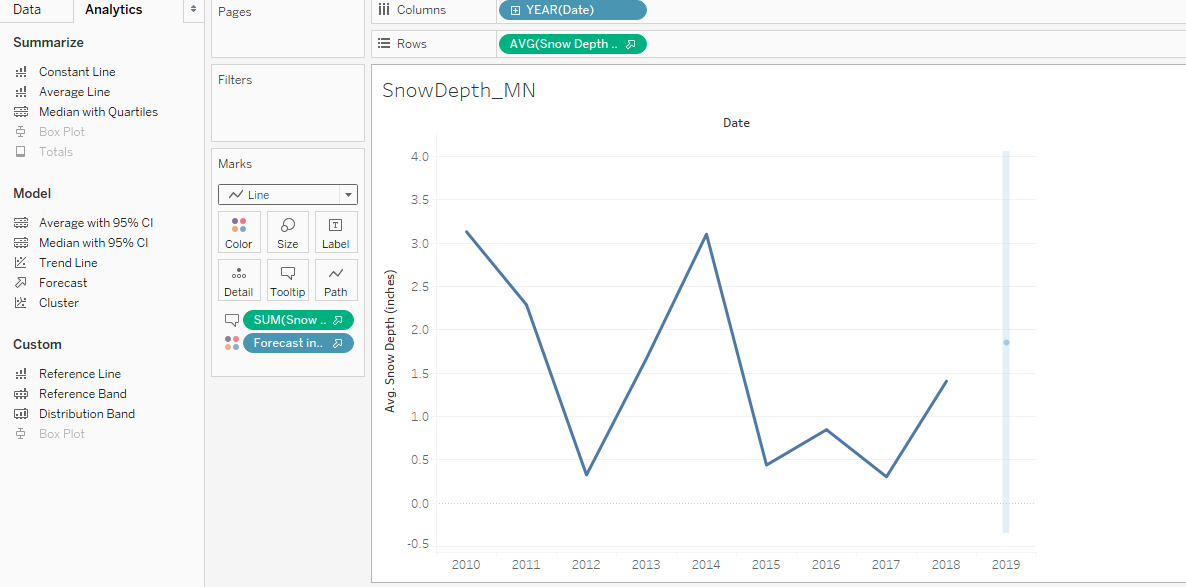 Data
Analytics
Summarize
Constant Line
Average Line
Median with Quartiles
Box Plot
Totals
Model
Average with 95% CI
Median with 95% CI
Trend Line
Forecast
Cluster
Custom
Reference Line
Reference Band
Distribution Band
Box Plot
Pages
Filters
Marks
Line
Color
Size
Label
Detail
Tooltip
Path
SUM(Snow ..
Forecast in..
Columns
YEAR(Date)
Rows
AVG(Snow Depth ..
SnowDepth_MN
Date
Avg. Snow Depth (inches)
4.0
3.5
3.0
2.5
2.0
1.5
1.0
0.5
0.0
-0.5
2010 2011 2012 2013 2014 2015 2016 2017 2018 2019